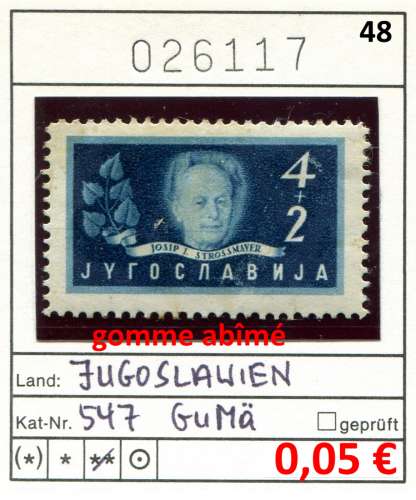 48
026117
4
+
2
JOSIP J. STROSSMAYER
ЈУГОСЛАВИЈА
gomme abîmé
Land: JUGOSLAWIEN
Kat-Nr. 547 GuMä geprüft
(*) * ** ⊙ 0,05 €